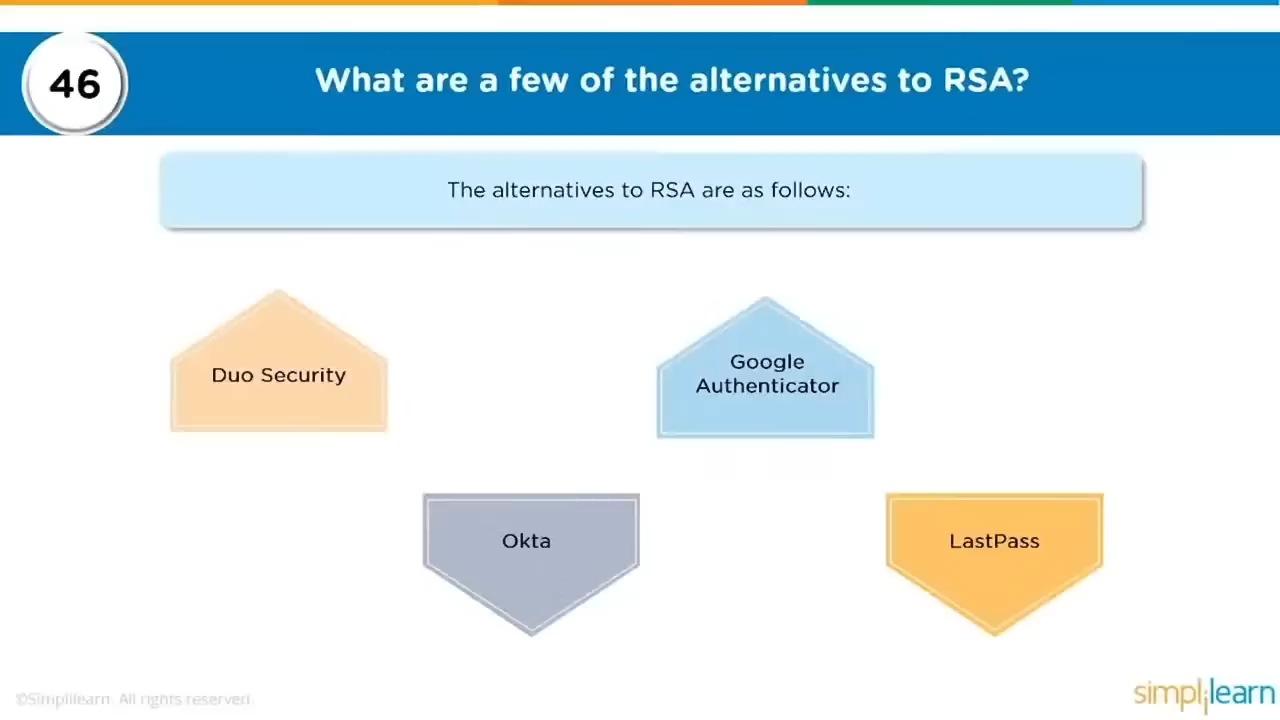 46
What are a few of the alternatives to RSA?
The alternatives to RSA are as follows:
Duo Security
Google
Authenticator
Okta
LastPass
©Simplilearn. All rights reserved.
simplilearn